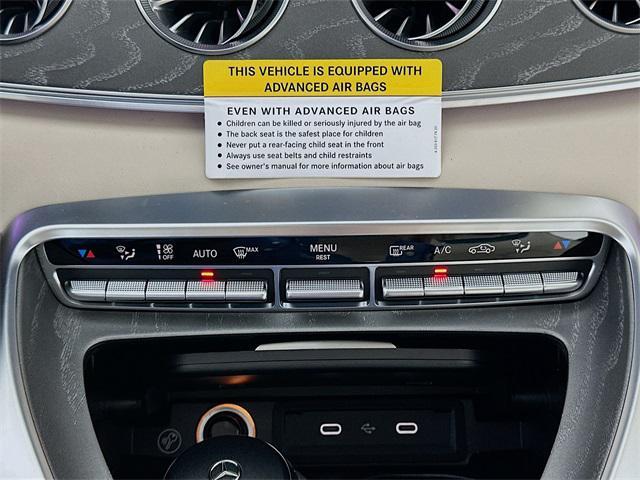 THIS VEHICLE IS EQUIPPED WITH
ADVANCED AIR BAGS
EVEN WITH ADVANCED AIR BAGS
• Children can be killed or seriously injured by the air bag
• The back seat is the safest place for children
• Never put a rear-facing child seat in the front
• Always use seat belts and child restraints
• See owner's manual for more information about air bags
OFF
AUTO
MAX
MENU
REST
REAR
A/C